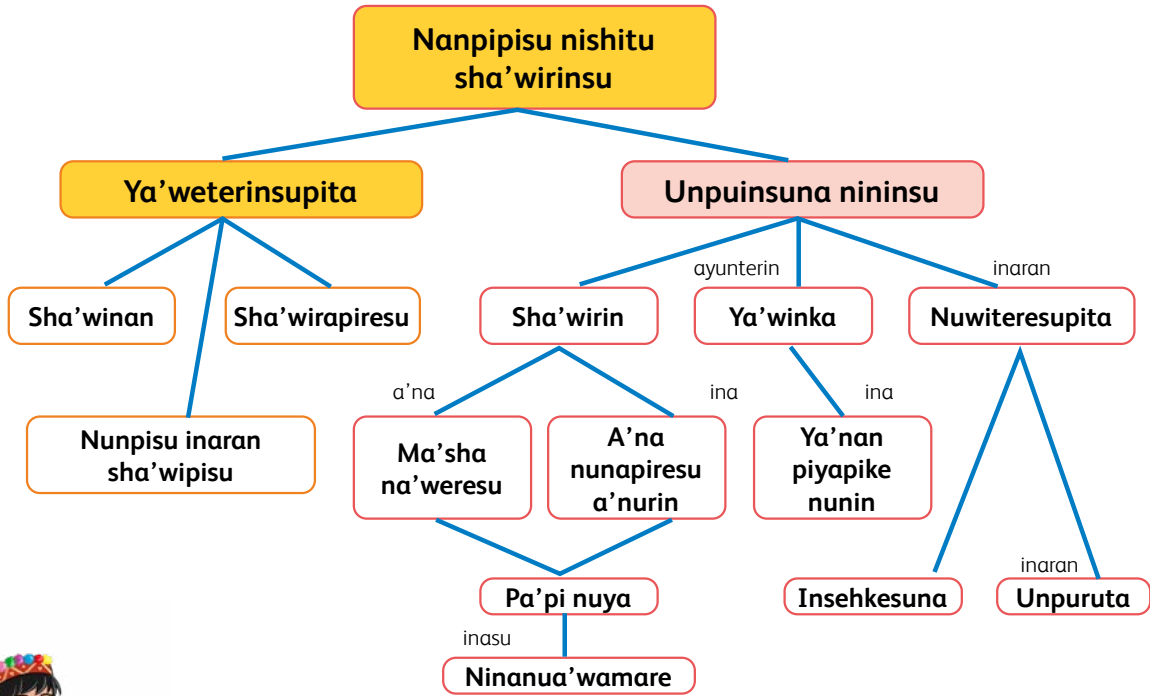 Nanpipisu nishitu
sha’wirinsu
Ya’weterinsupita
Unpuinsuna nininsu
ayunterin
inaran
Sha’winan
Sha’wirapiresu
Sha’wirin
Ya’winka
Nuwiteresupita
a’na
ina
ina
Nunpisu inaran
sha’wipisu
Ma’sha
na’weresu
A’na
nunapiresu
a’nurin
Ya’nan
piyapike
nunin
inaran
Pa’pi nuya
Insehkesuna
Unpuruta
inasu
Ninanua’wamare